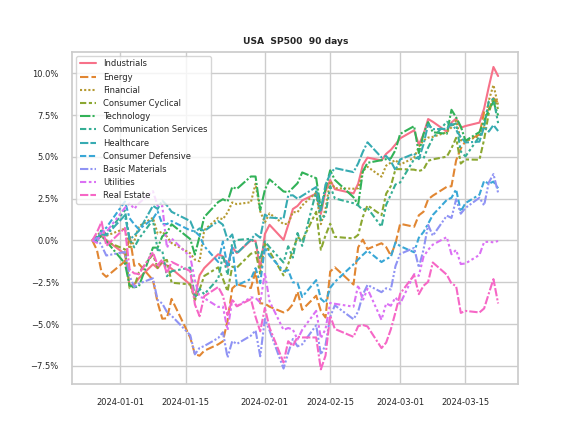 USA SP500 90 days
Industrials
Energy
Financial
Consumer Cyclical
Technology
Communication Services
Healthcare
Consumer Defensive
Basic Materials
Utilities
Real Estate
10.0%
7.5%
5.0%
2.5%
0.0%
−2.5%
−5.0%
−7.5%
2024-01-01 2024-01-15 2024-02-01 2024-02-15 2024-03-01 2024-03-15